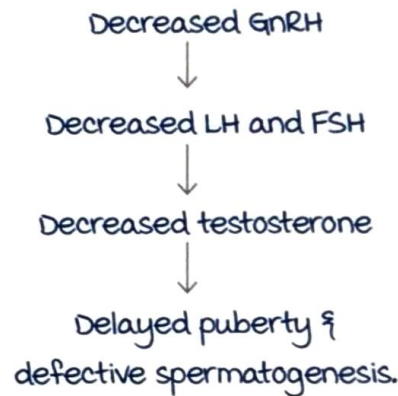 Decreased GnRH
Decreased LH and FSH
Decreased testosterone
Delayed puberty &
defective spermatogenesis.